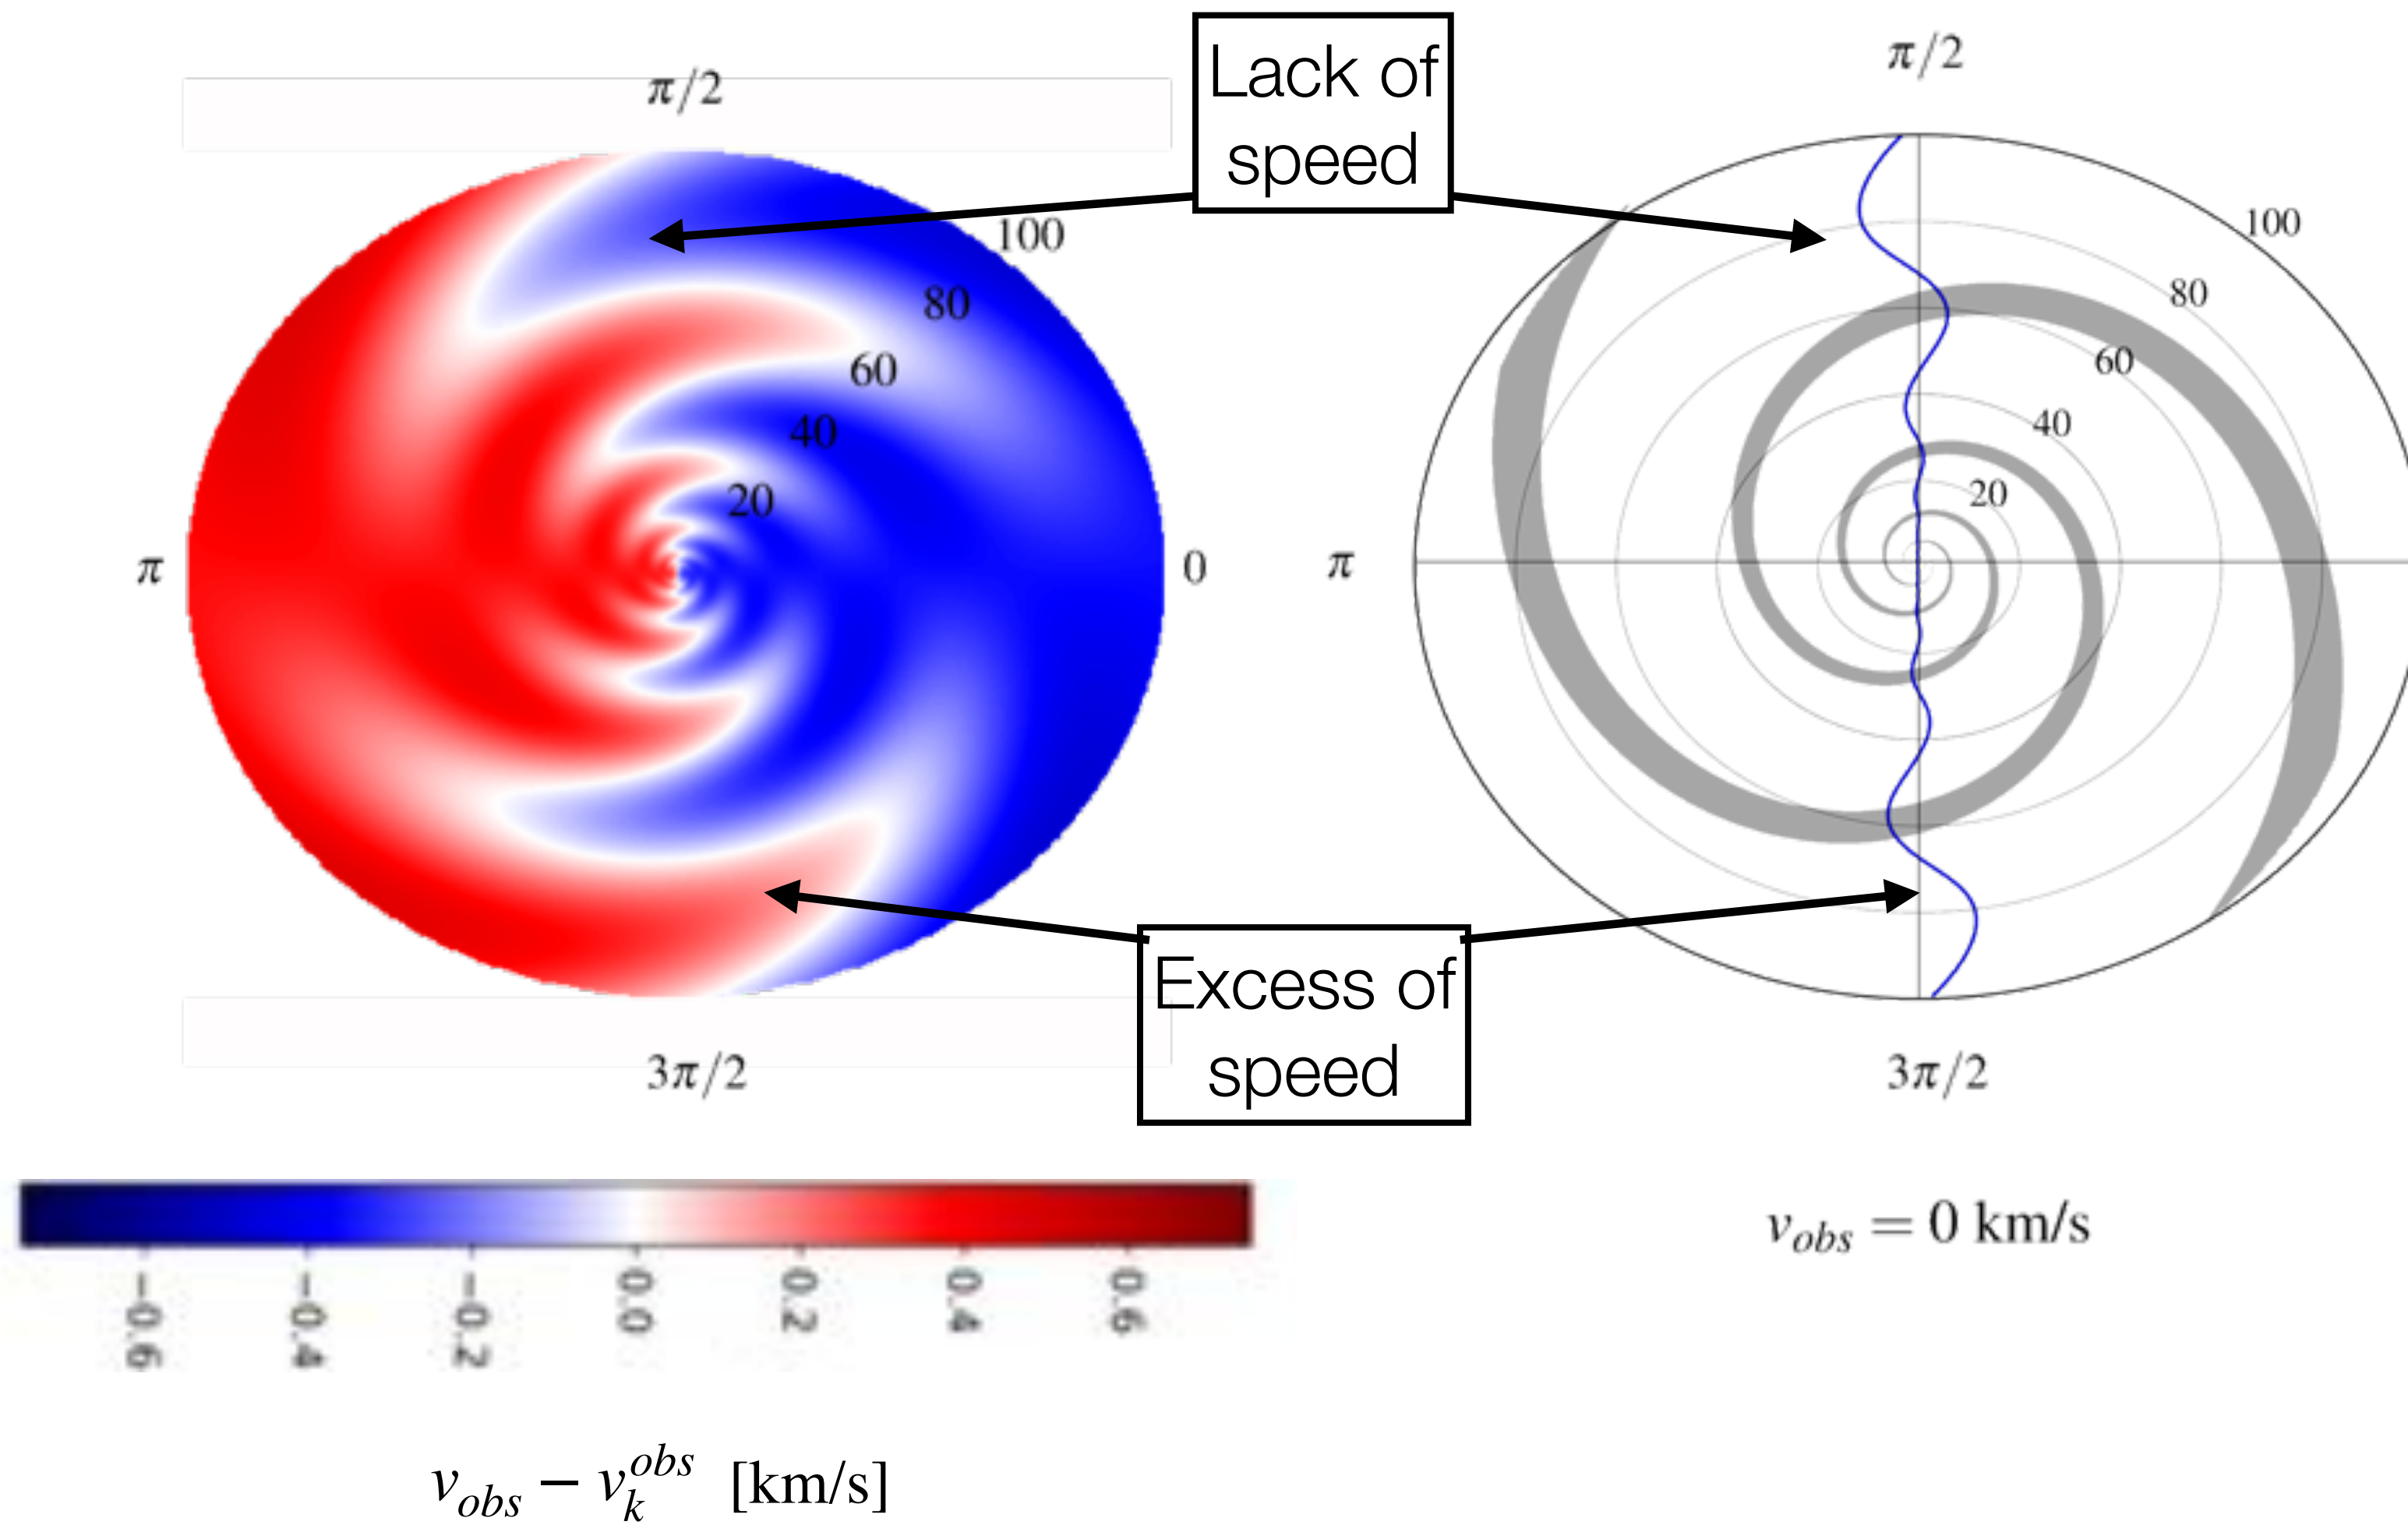 Lack of
speed
π/2
π/2
100
100
80
80
60
60
40
40
20
20
π
0
π
Excess of
speed
3π/2
3π/2
v_obs = 0 km/s
−0.6
−0.4
−0.2
0.0
0.2
0.4
0.6
v_obs − v_k^obs [km/s]